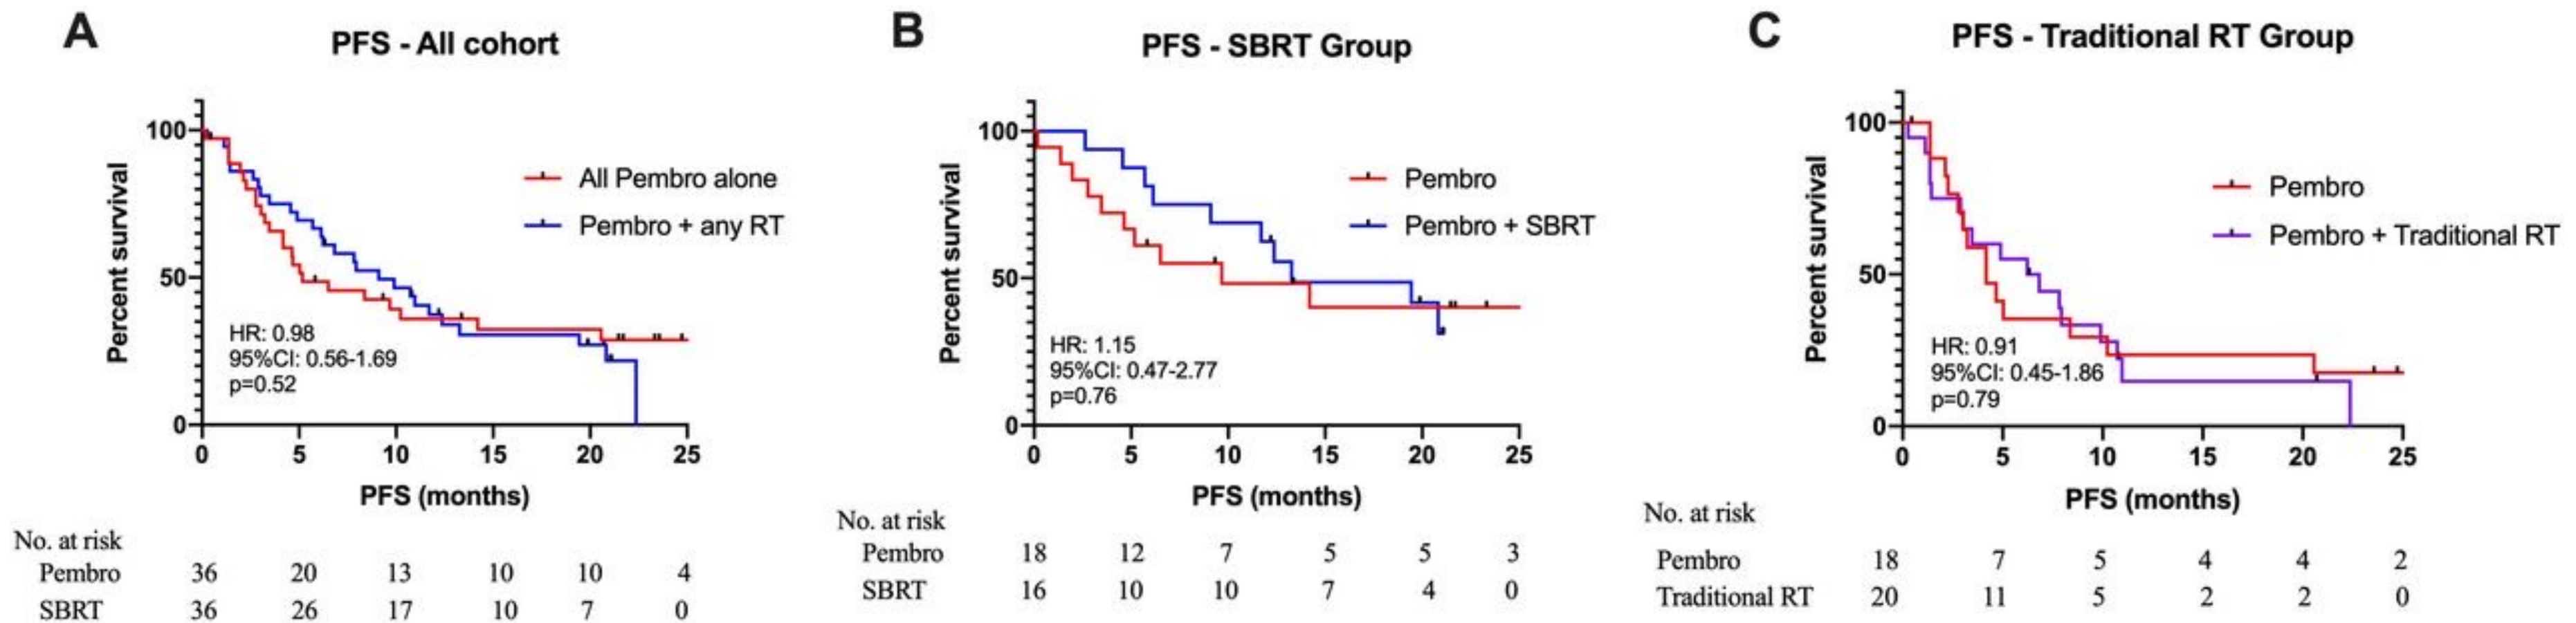 A
PFS - All cohort
Percent survival
100
50
0
All Pembro alone
Pembro + any RT
HR: 0.98
95%CI: 0.56-1.69
p=0.52
0 5 10 15 20 25
PFS (months)
No. at risk
Pembro 36 20 13 10 10 4
SBRT 36 26 17 10 7 0
B
PFS - SBRT Group
Percent survival
100
50
0
Pembro
Pembro + SBRT
HR: 1.15
95%CI: 0.47-2.77
p=0.76
0 5 10 15 20 25
PFS (months)
No. at risk
Pembro 18 12 7 5 5 3
SBRT 16 10 10 7 4 0
C
PFS - Traditional RT Group
Percent survival
100
50
0
Pembro
Pembro + Traditional RT
HR: 0.91
95%CI: 0.45-1.86
p=0.79
0 5 10 15 20 25
PFS (months)
No. at risk
Pembro 18 7 5 4 4 2
Traditional RT 20 11 5 2 2 0